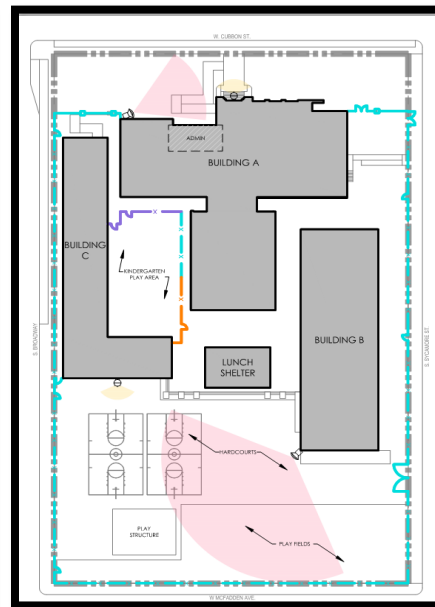 W. CUBBON ST.
ADMIN
BUILDING A
BUILDING
C
KINDERGARTEN
PLAY AREA
S. BROADWAY
S. SYCAMORE ST.
BUILDING B
LUNCH
SHELTER
HARDCOURTS
PLAY
STRUCTURE
PLAY FIELDS
W MCFADDEN AVE.